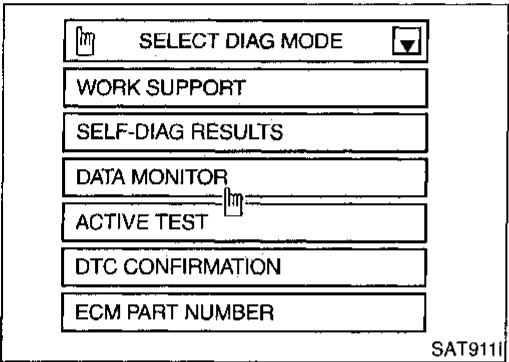 SELECT DIAG MODE
WORK SUPPORT
SELF-DIAG RESULTS
DATA MONITOR
ACTIVE TEST
DTC CONFIRMATION
ECM PART NUMBER
SAT911I